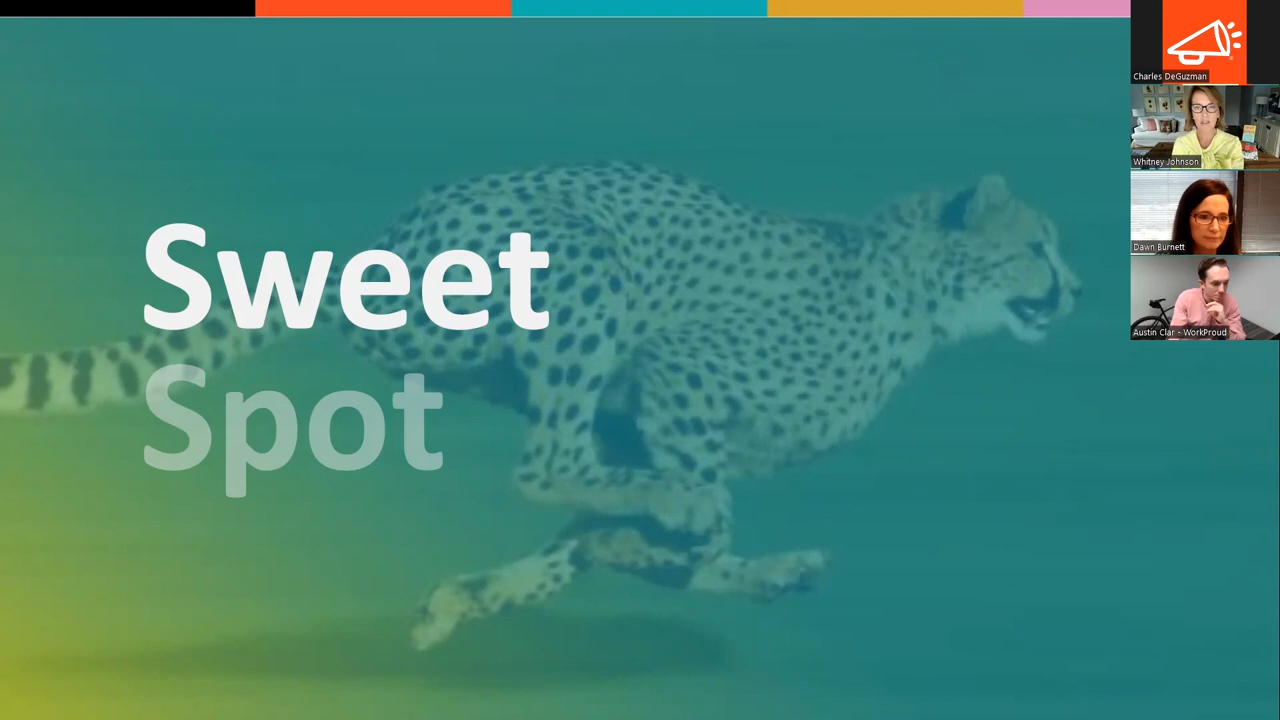 Sweet
Spot
Charles DeGuzman
Whitney Johnson
Dawn Burnett
Austin Clar - WorkProud